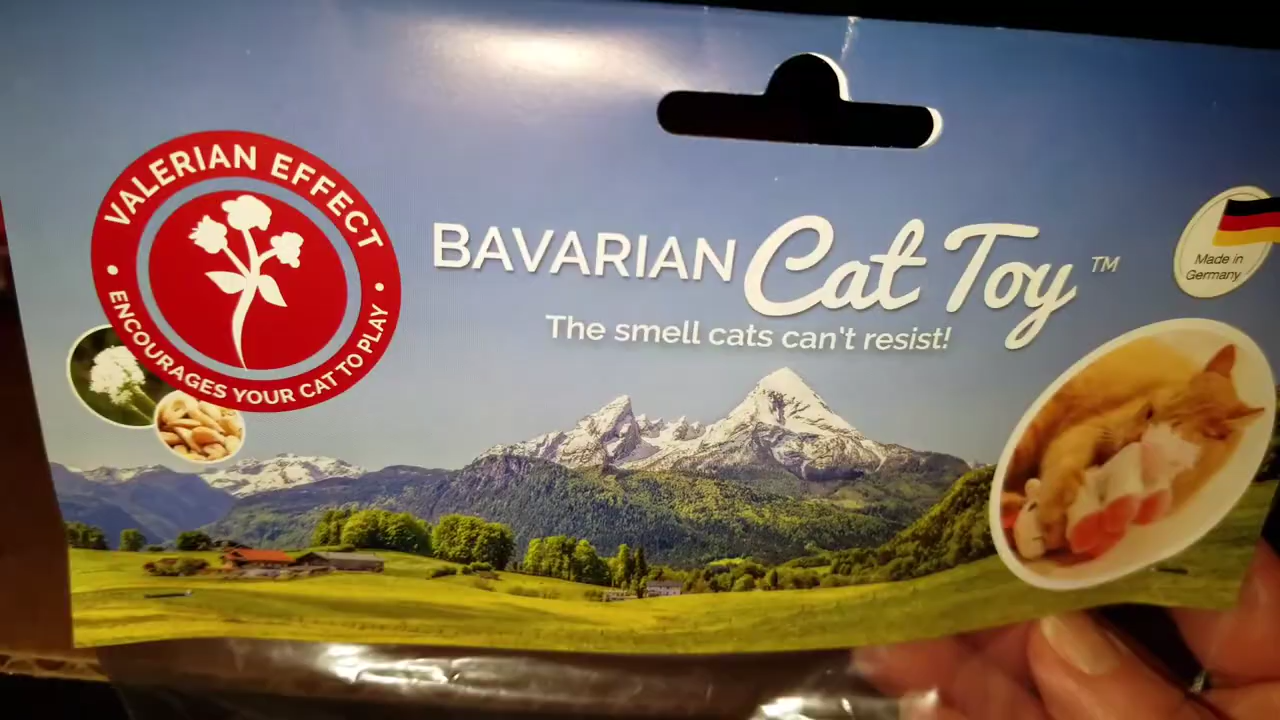 VALERIAN EFFECT
ENCOURAGES YOUR CAT TO PLAY
BAVARIAN Cat Toy™
The smell cats can't resist!
Made in
Germany